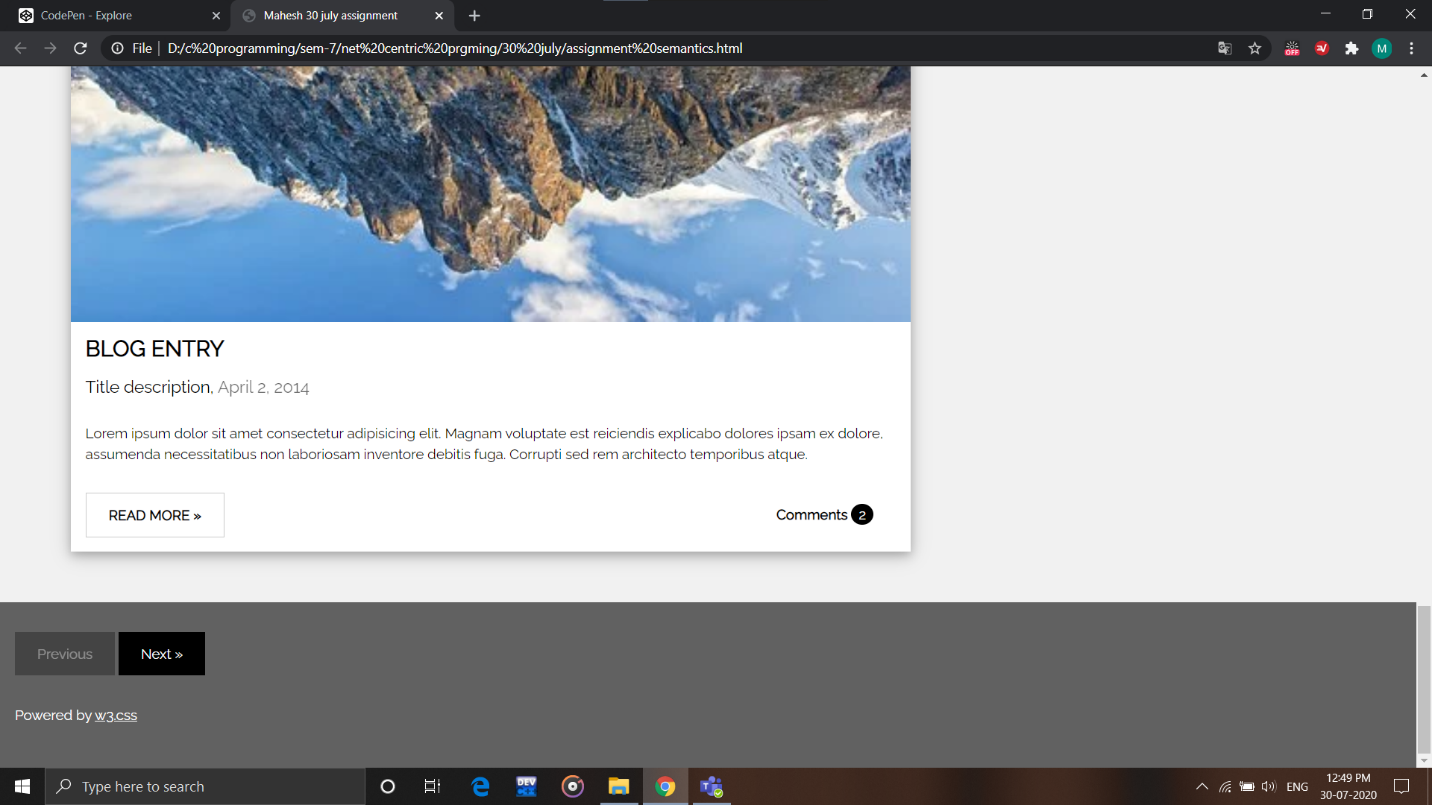 CodePen - Explore
Mahesh 30 july assignment
File
D:/c%20programming/sem-7/net%20centric%20prgming/30%20july/assignment%20semantics.html
OFF
M
BLOG ENTRY
Title description, April 2, 2014
Lorem ipsum dolor sit amet consectetur adipisicing elit. Magnam voluptate est reiciendis explicabo dolores ipsam ex dolore.
assumenda necessitatibus non laboriosam inventore debitis fuga. Corrupti sed rem architecto temporibus atque.
READ MORE »
Comments 2
Previous
Next »
Powered by w3.css
Type here to search
DEV
ENG
12:49 PM
30-07-2020